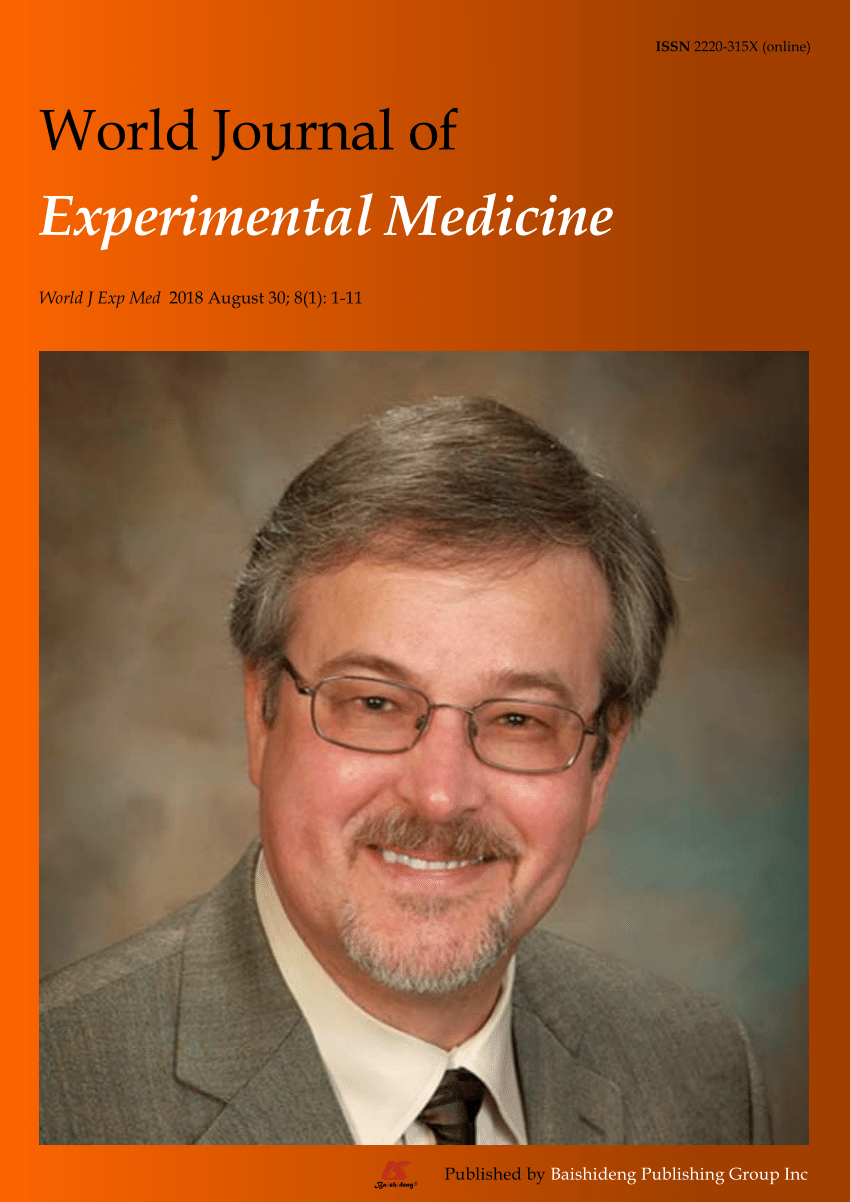 ISSN 2220-315X (online)
World Journal of
Experimental Medicine
World J Exp Med 2018 August 30; 8(1): 1-11
Baishideng®
Published by Baishideng Publishing Group Inc